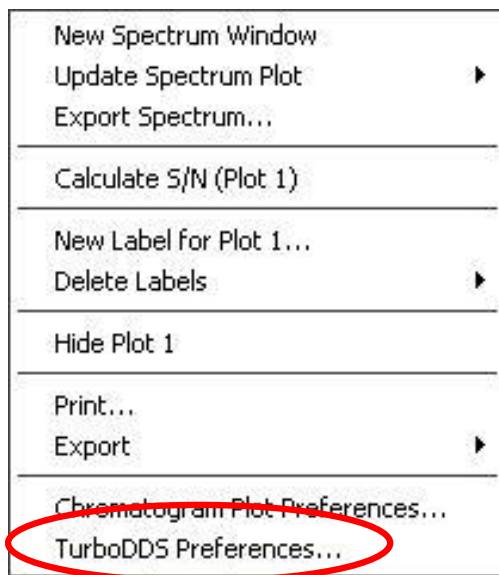 New Spectrum Window
Update Spectrum Plot
Export Spectrum...
Calculate S/N (Plot 1)
New Label for Plot 1...
Delete Labels
Hide Plot 1
Print...
Export
Chromatogram Plot Preferences...
TurboDDS Preferences...